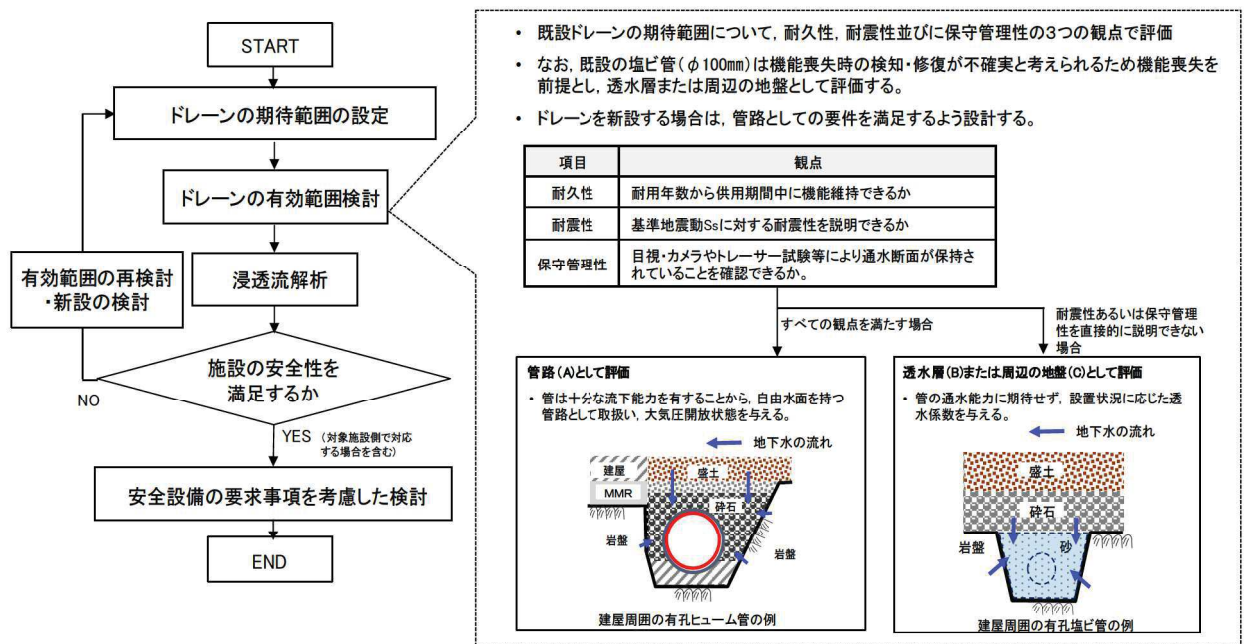 START
ドレーンの期待範囲の設定
ドレーンの有効範囲検討
浸透流解析
有効範囲の再検討
・新設の検討
施設の安全性を
満足するか
NO
YES (対象施設側で対応
する場合を含む)
安全設備の要求事項を考慮した検討
END
・ 既設ドレーンの期待範囲について, 耐久性, 耐震性並びに保守管理性の3つの観点で評価
・ なお, 既設の塩ビ管(φ100mm)は機能喪失時の検知・修復が不確実と考えられるため機能喪失を
前提とし, 透水層または周辺の地盤として評価する。
・ ドレーンを新設する場合は, 管路としての要件を満足するよう設計する。
項目 観点
耐久性 耐用年数から供用期間中に機能維持できるか
耐震性 基準地震動Ssに対する耐震性を説明できるか
保守管理性 目視・カメラやトレーサー試験等により通水断面が保持さ
れていることを確認できるか。
すべての観点を満たす場合
耐震性あるいは保守管理
性を直接的に説明できない
場合
管路(A)として評価
- 管は十分な流下能力を有することから, 自由水面を持つ
管路として取扱い, 大気圧開放状態を与える。
地下水の流れ
建屋
盛土
MMR
砕石
岩盤
岩盤
建屋周囲の有孔ヒューム管の例
透水層(B)または周辺の地盤(C)として評価
- 管の通水能力に期待せず, 設置状況に応じた透
水係数を与える。
地下水の流れ
盛土
砕石
岩盤
砂
建屋周囲の有孔塩ビ管の例